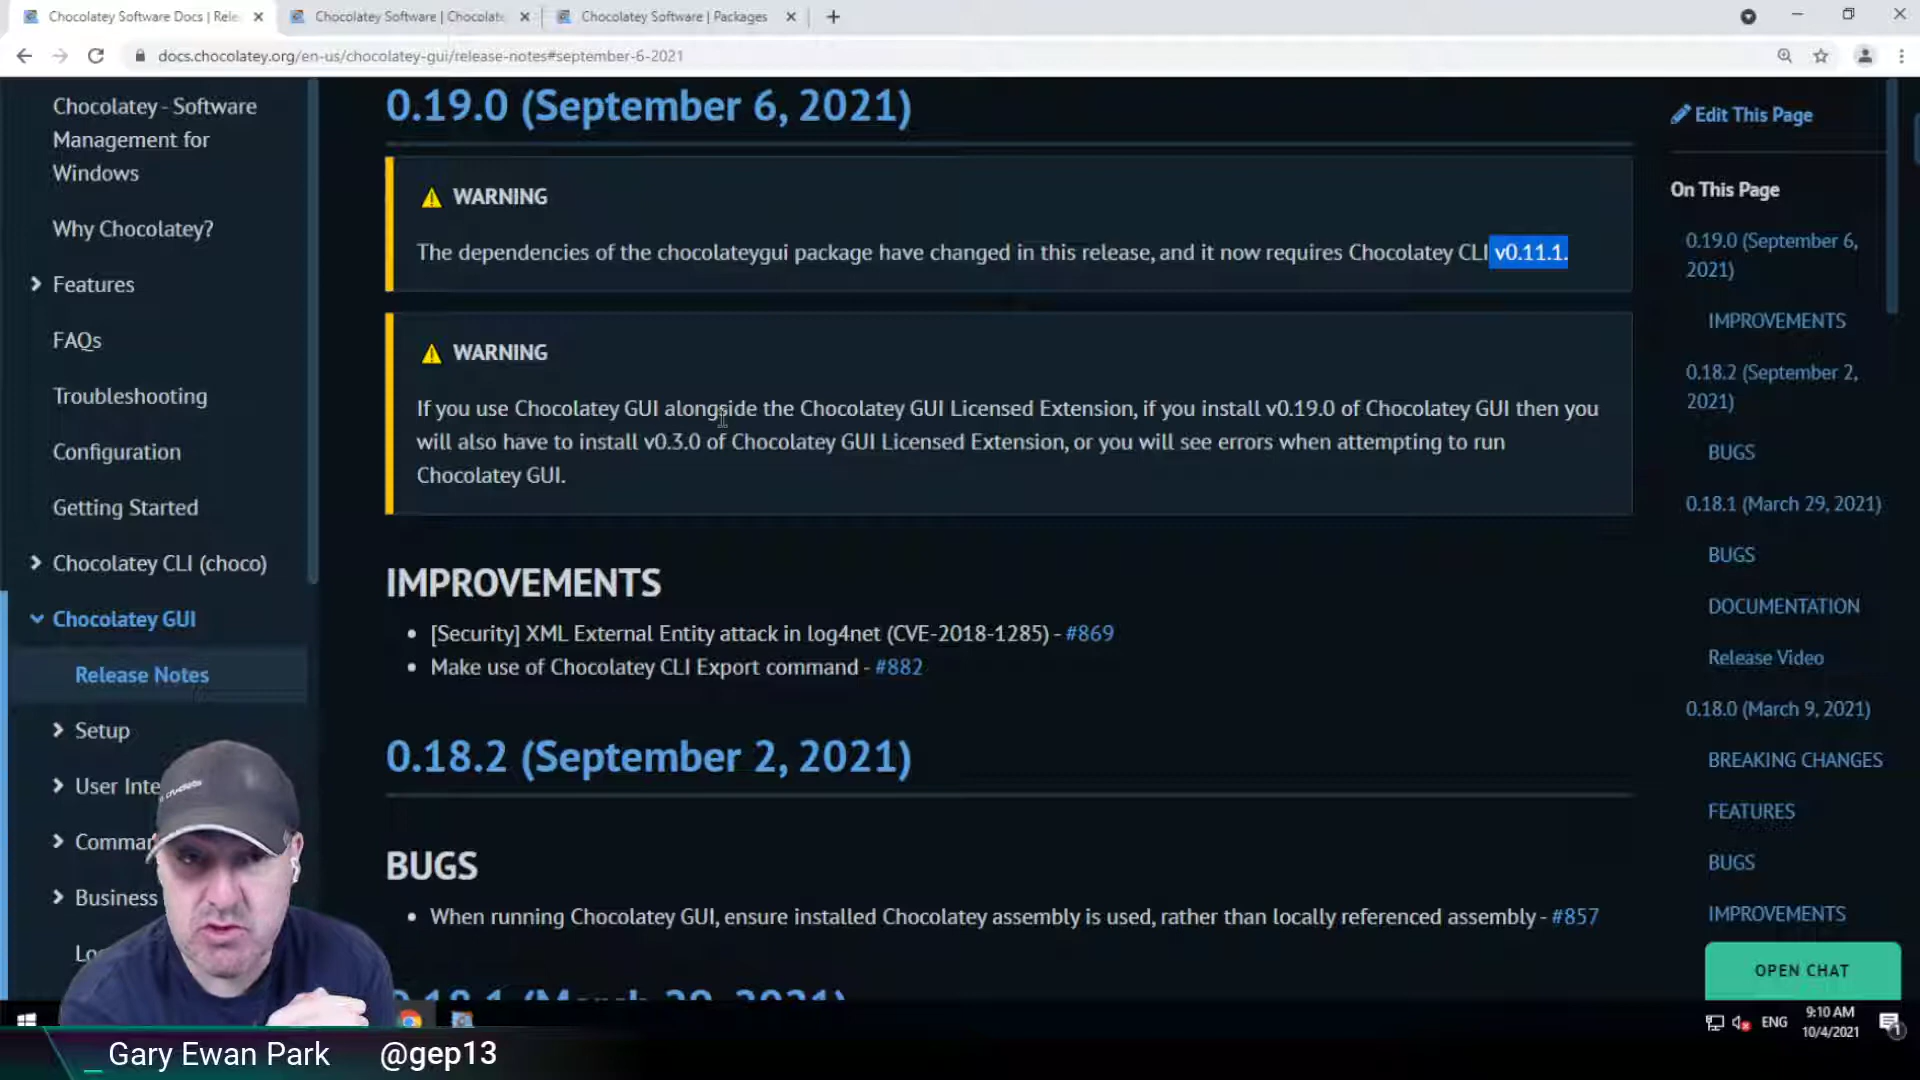 Chocolatey Software Docs | Rele
Chocolatey Software | Chocolate
Chocolatey Software | Packages
docs.chocolatey.org/en-us/chocolatey-gui/release-notes#september-6-2021
Chocolatey - Software
Management for
Windows
Why Chocolatey?
Features
FAQs
Troubleshooting
Configuration
Getting Started
Chocolatey CLI (choco)
Chocolatey GUI
Release Notes
Setup
User Inte
Comma
Business
0.19.0 (September 6, 2021)
WARNING
The dependencies of the chocolateygui package have changed in this release, and it now requires Chocolatey CLI v0.11.1.
WARNING
If you use Chocolatey GUI alongside the Chocolatey GUI Licensed Extension, if you install v0.19.0 of Chocolatey GUI then you
will also have to install v0.3.0 of Chocolatey GUI Licensed Extension, or you will see errors when attempting to run
Chocolatey GUI.
IMPROVEMENTS
[Security] XML External Entity attack in log4net (CVE-2018-1285) - #869
Make use of Chocolatey CLI Export command - #882
0.18.2 (September 2, 2021)
BUGS
When running Chocolatey GUI, ensure installed Chocolatey assembly is used, rather than locally referenced assembly - #857
0.18.1 (March 29, 2021)
Edit This Page
On This Page
0.19.0 (September 6,
2021)
IMPROVEMENTS
0.18.2 (September 2,
2021)
BUGS
0.18.1 (March 29, 2021)
BUGS
DOCUMENTATION
Release Video
0.18.0 (March 9, 2021)
BREAKING CHANGES
FEATURES
BUGS
IMPROVEMENTS
OPEN CHAT
ENG
9:10 AM
10/4/2021
1
_ Gary Ewan Park @gep13